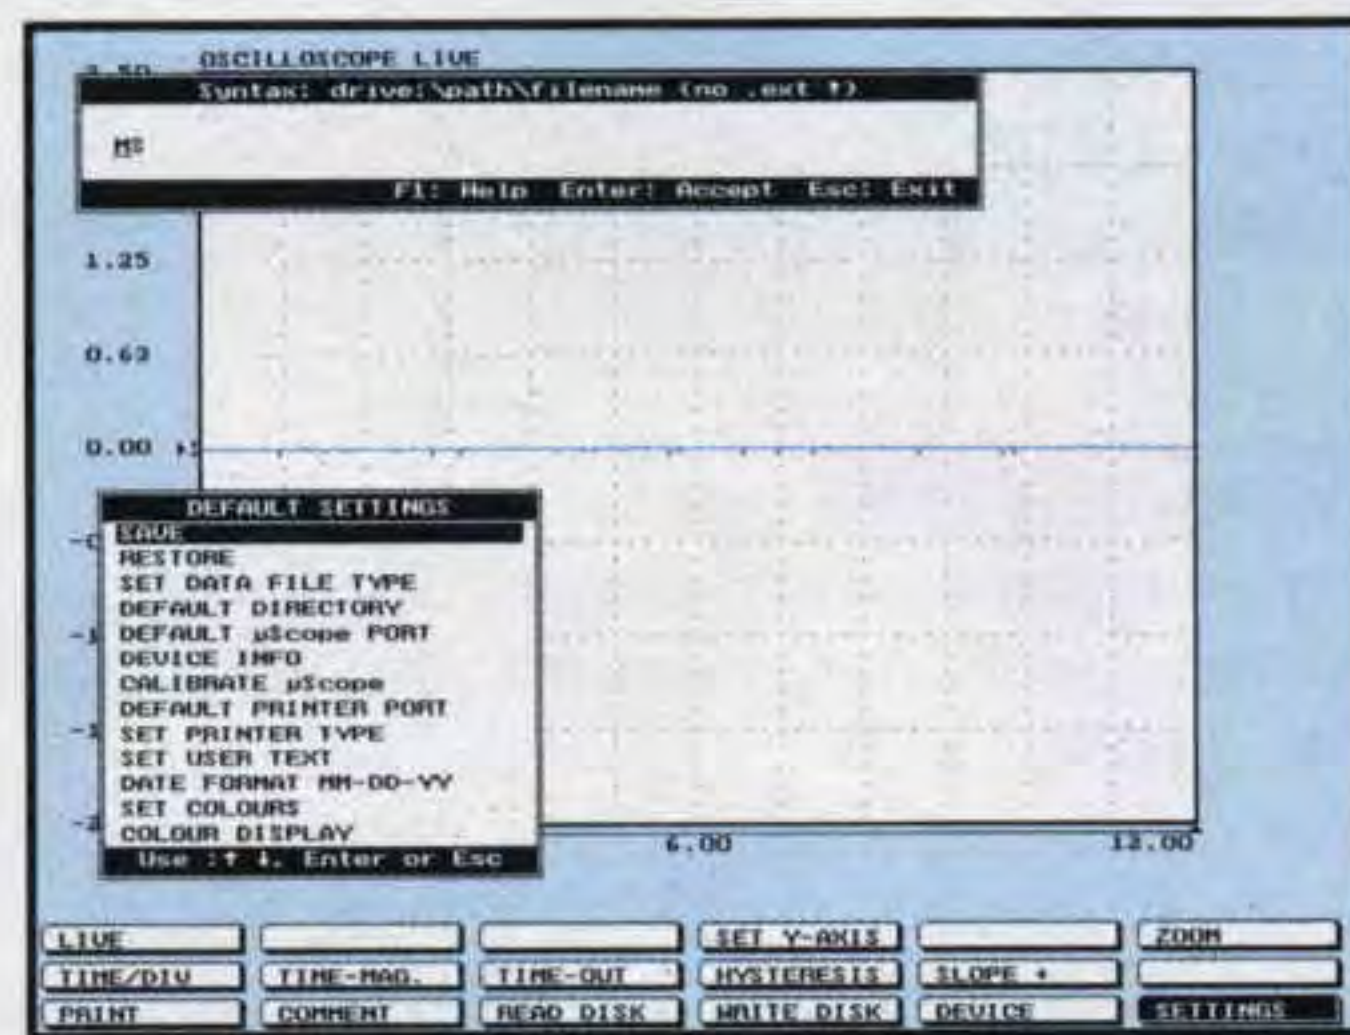 OSCILLOSCOPE LIVE
Syntax: drive:\path\filename (no .ext !)
MS
F1: Help Enter: Accept Esc: Exit
1.25
0.63
0.00
DEFAULT SETTINGS
SAVE
RESTORE
SET DATA FILE TYPE
DEFAULT DIRECTORY
DEFAULT µScope PORT
DEVICE INFO
CALIBRATE µScope
DEFAULT PRINTER PORT
SET PRINTER TYPE
SET USER TEXT
DATE FORMAT MM-DD-YY
SET COLOURS
COLOUR DISPLAY
Use :↑ ↓, Enter or Esc
6.00 12.00
LIVE SET Y-AXIS ZOOM
TIME/DIV TIME-MAG. TIME-OUT HYSTERESIS SLOPE +
PRINT COMMENT READ DISK WRITE DISK DEVICE SETTINGS